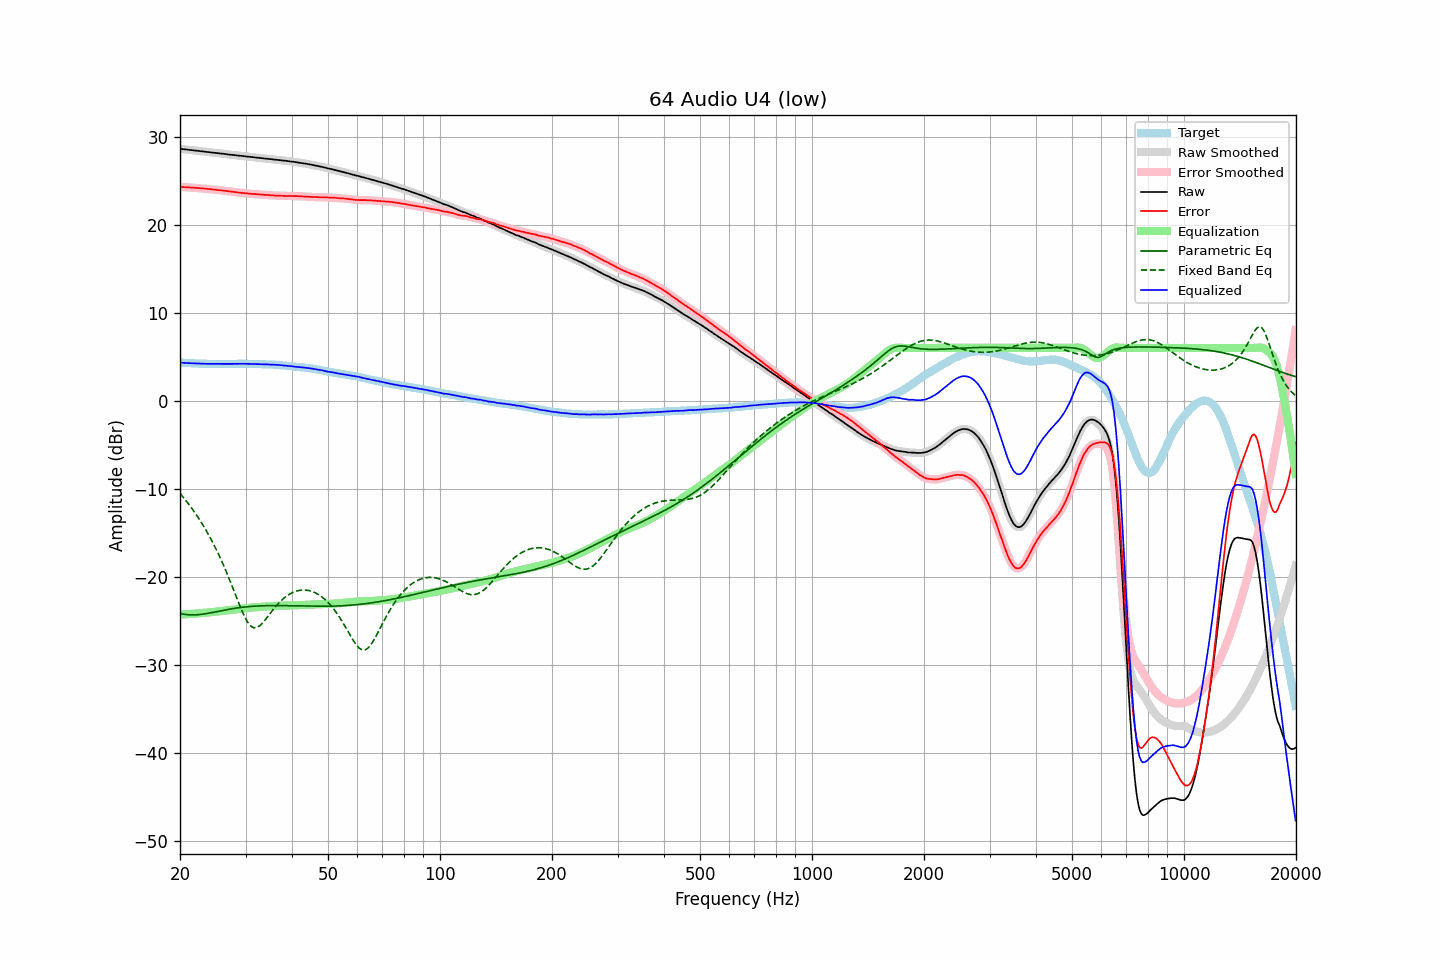 64 Audio U4 (low)
30
20
10
0
−10
−20
−30
−40
−50
Amplitude (dBr)
20
50
100
200
500
1000
2000
5000
10000
20000
Frequency (Hz)
Target
Raw Smoothed
Error Smoothed
Raw
Error
Equalization
Parametric Eq
Fixed Band Eq
Equalized